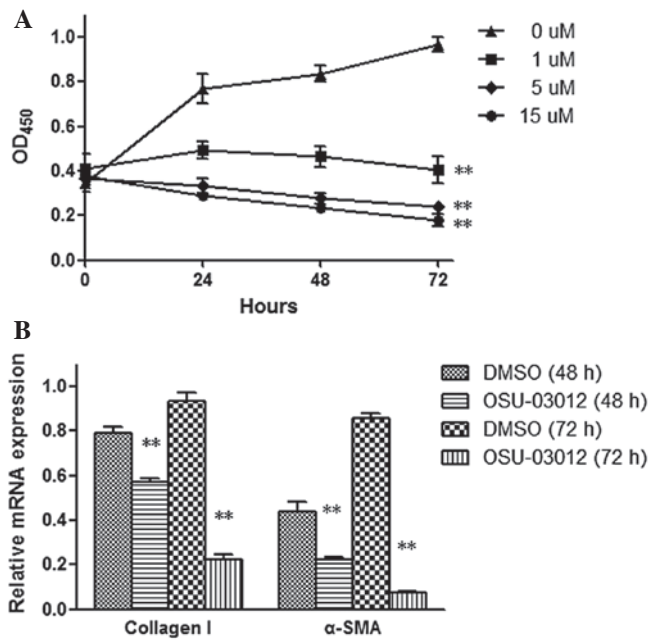 A
1.0
0.8
0.6
0.4
0.2
0.0
OD450
0
24
48
72
Hours
0 uM
1 uM
5 uM
15 uM
**
**
**
B
1.0
0.8
0.6
0.4
0.2
0.0
Relative mRNA expression
**
**
**
**
Collagen I
α-SMA
DMSO (48 h)
OSU-03012 (48 h)
DMSO (72 h)
OSU-03012 (72 h)